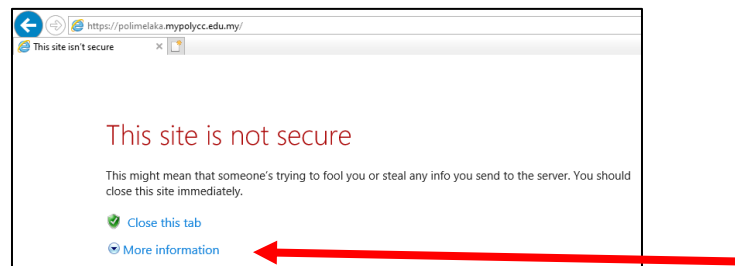 https://polimelaka.mypolycc.edu.my/
This site isn't secure
This site is not secure
This might mean that someone's trying to fool you or steal any info you send to the server. You should
close this site immediately.
Close this tab
More information